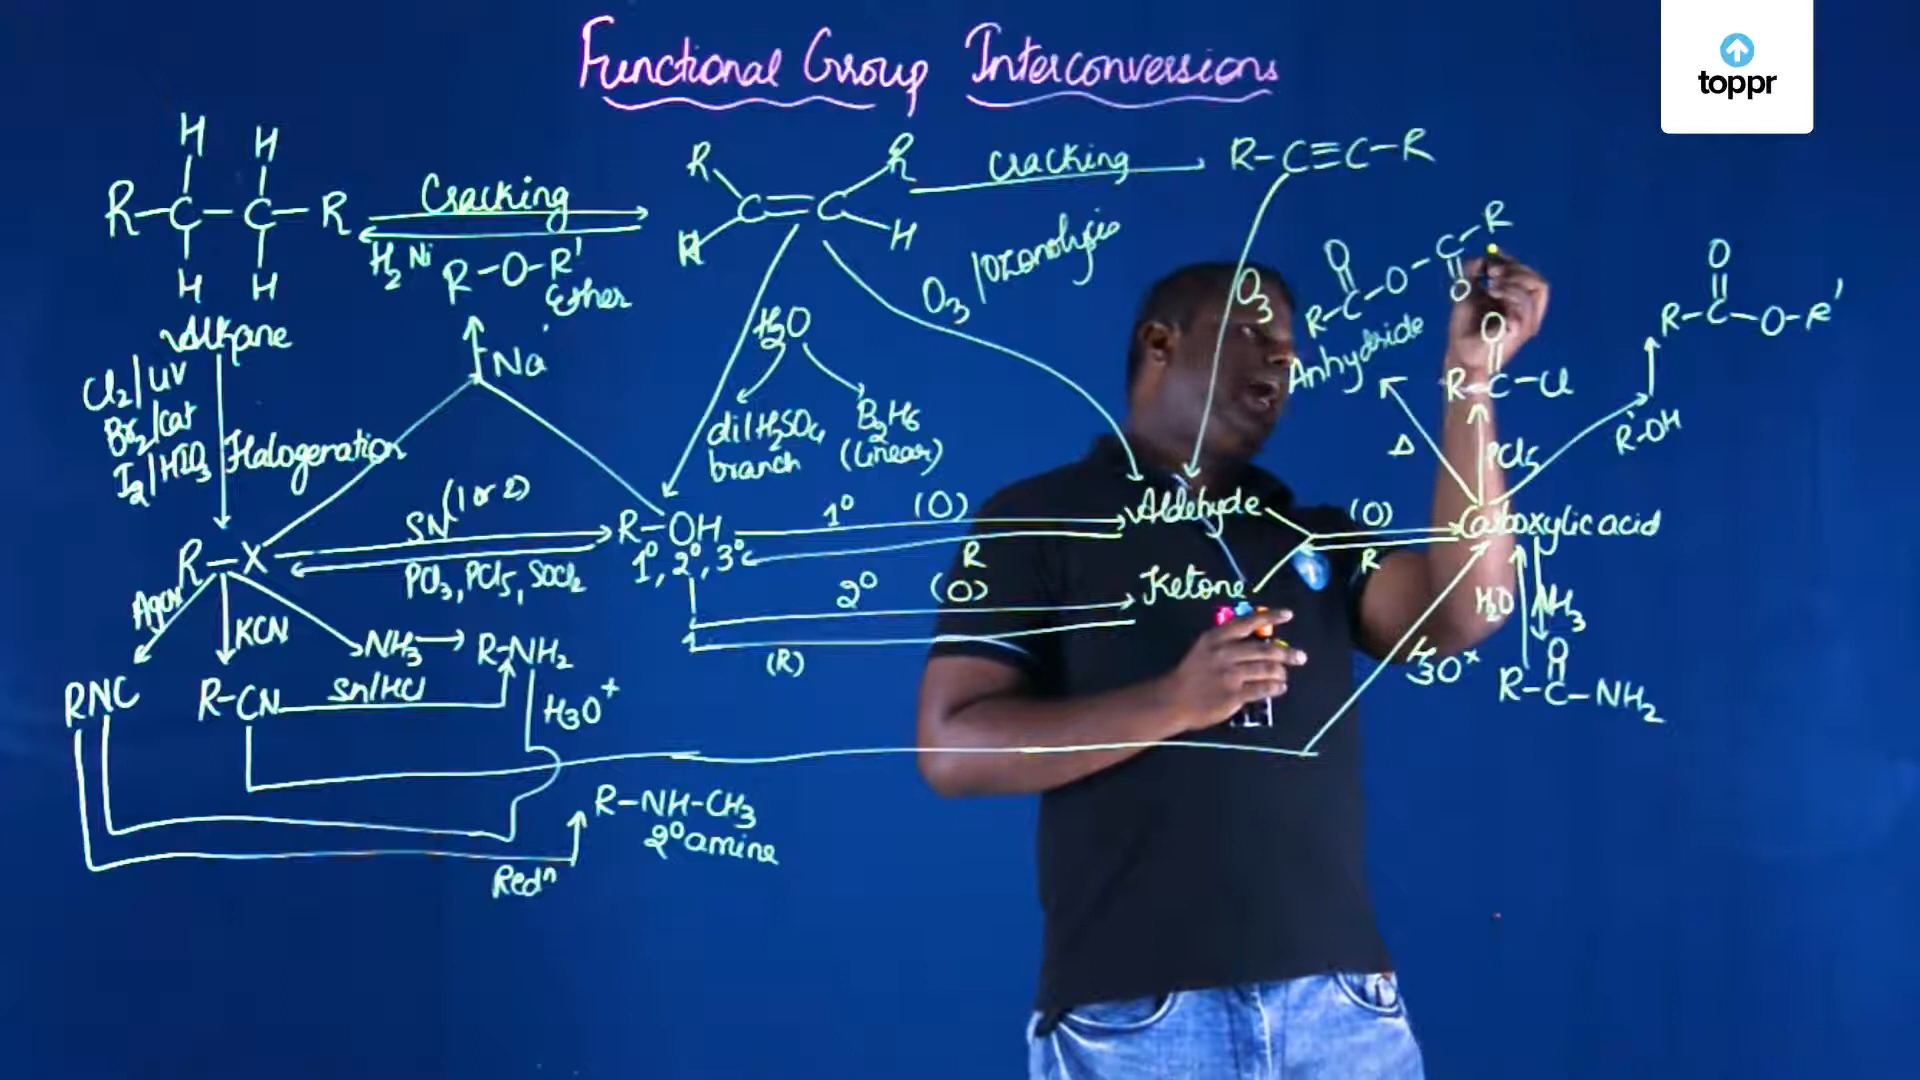 Functional Group Interconversions
toppr
H H
R-C-C-R
H H
Alkane
Cracking
H2 Ni
R R
C=C
H H
cracking
R-C≡C-R
R-O-R'
Ether
Na
O3/Ozonolysis
O3
H2O
dil H2SO4
branch
B2H6
(linear)
Cl2/UV
Br2/cat
I2/HIO3
Halogenation
O
R-C-O-C-R
O
Anhydride
Δ
O
R-C-Cl
PCl5
O
R-C-O-R'
R'-OH
R-X
SN(1 or 2)
PCl3, PCl5, SOCl2
R-OH
1°, 2°, 3°
1° (O)
R
Aldehyde
(O)
R
Carboxylic acid
2° (O)
(R)
Ketone
KCN
NH3
R-NH2
RNC
R-CN
Sn/HCl
H3O+
H3O+
H2O
NH3
O
R-C-NH2
R-NH-CH3
2° amine
Redn